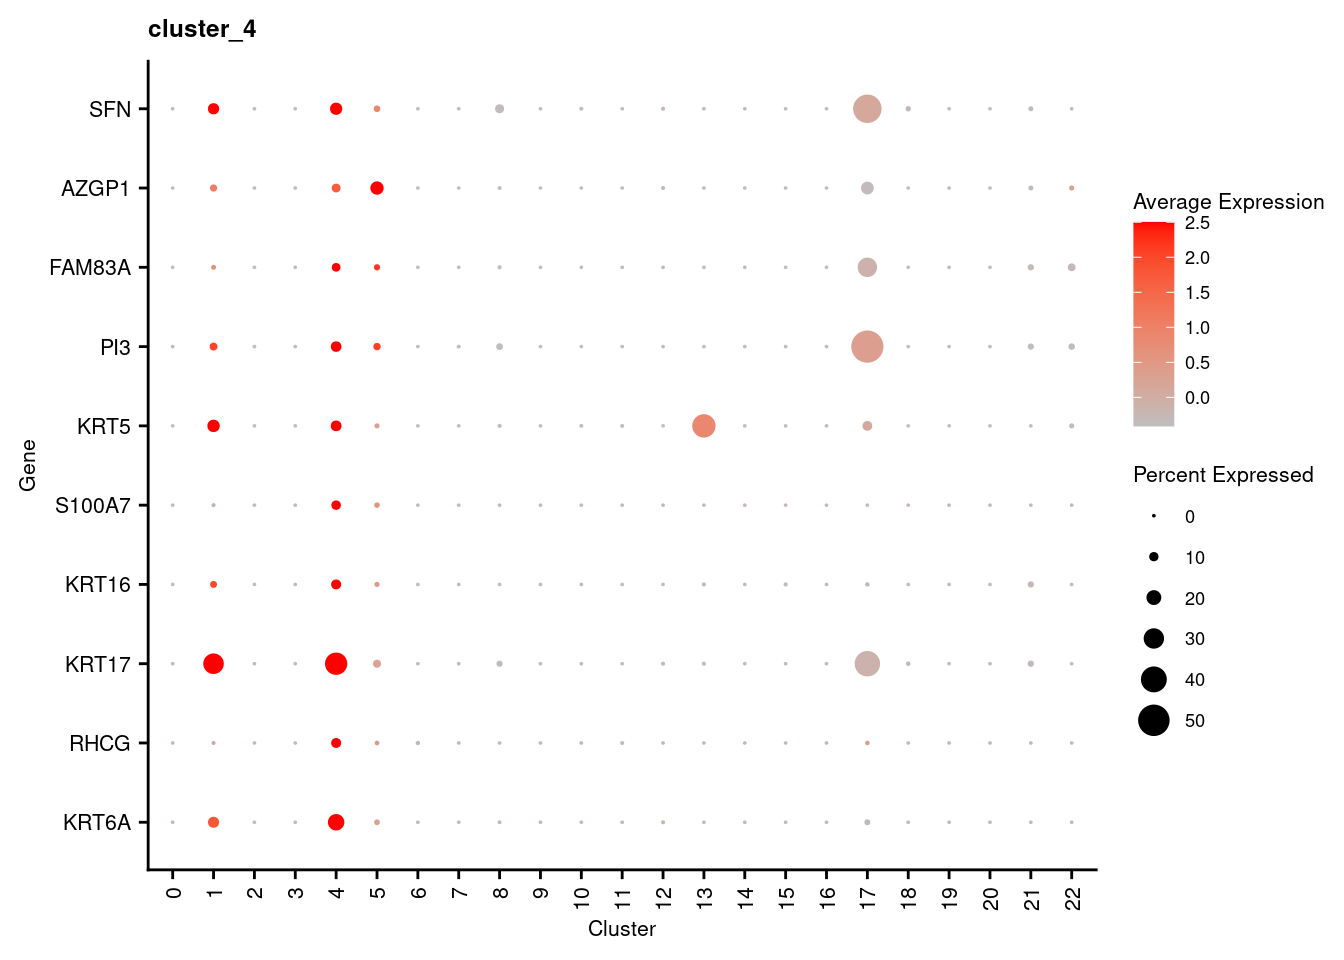 cluster_4
SFN
AZGP1
FAM83A
PI3
KRT5
S100A7
KRT16
KRT17
RHCG
KRT6A
Gene
0 1 2 3 4 5 6 7 8 9 10 11 12 13 14 15 16 17 18 19 20 21 22
Cluster
Average Expression
2.5
2.0
1.5
1.0
0.5
0.0
Percent Expressed
0
10
20
30
40
50